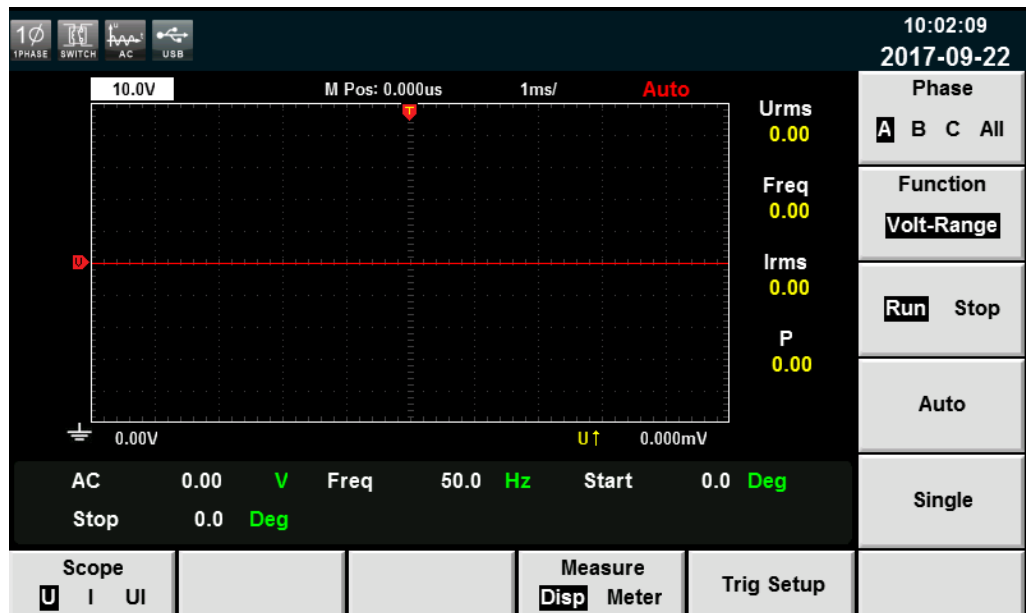 1Ø
1PHASE SWITCH U t AC USB
10:02:09
2017-09-22
10.0V M Pos: 0.000us 1ms/ Auto
T
U
0.00V U↑ 0.000mV
Urms
0.00
Freq
0.00
Irms
0.00
P
0.00
Phase
A B C All
Function
Volt-Range
Run Stop
Auto
Single
AC 0.00 V Freq 50.0 Hz Start 0.0 Deg
Stop 0.0 Deg
Scope
U I UI
Measure
Disp Meter
Trig Setup